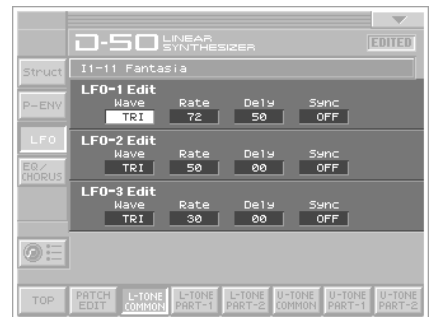 D-50 LINEAR
SYNTHESIZER
EDITED
Struct
I1-11 Fantasia
P-ENV
LFO
EQ/
CHORUS
LFO-1 Edit
Wave Rate Dely Sync
TRI 72 50 OFF
LFO-2 Edit
Wave Rate Dely Sync
TRI 50 00 OFF
LFO-3 Edit
Wave Rate Dely Sync
TRI 30 00 OFF
TOP
PATCH
EDIT
L-TONE
COMMON
L-TONE
PART-1
L-TONE
PART-2
U-TONE
COMMON
U-TONE
PART-1
U-TONE
PART-2